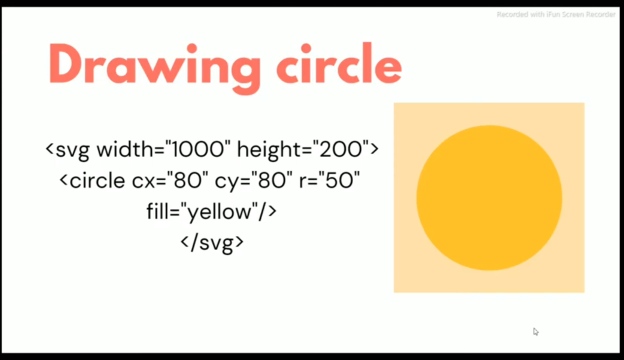 Recorded with iFun Screen Recorder
Drawing circle
<svg width="1000" height="200">
<circle cx="80" cy="80" r="50"
fill="yellow"/>
</svg>